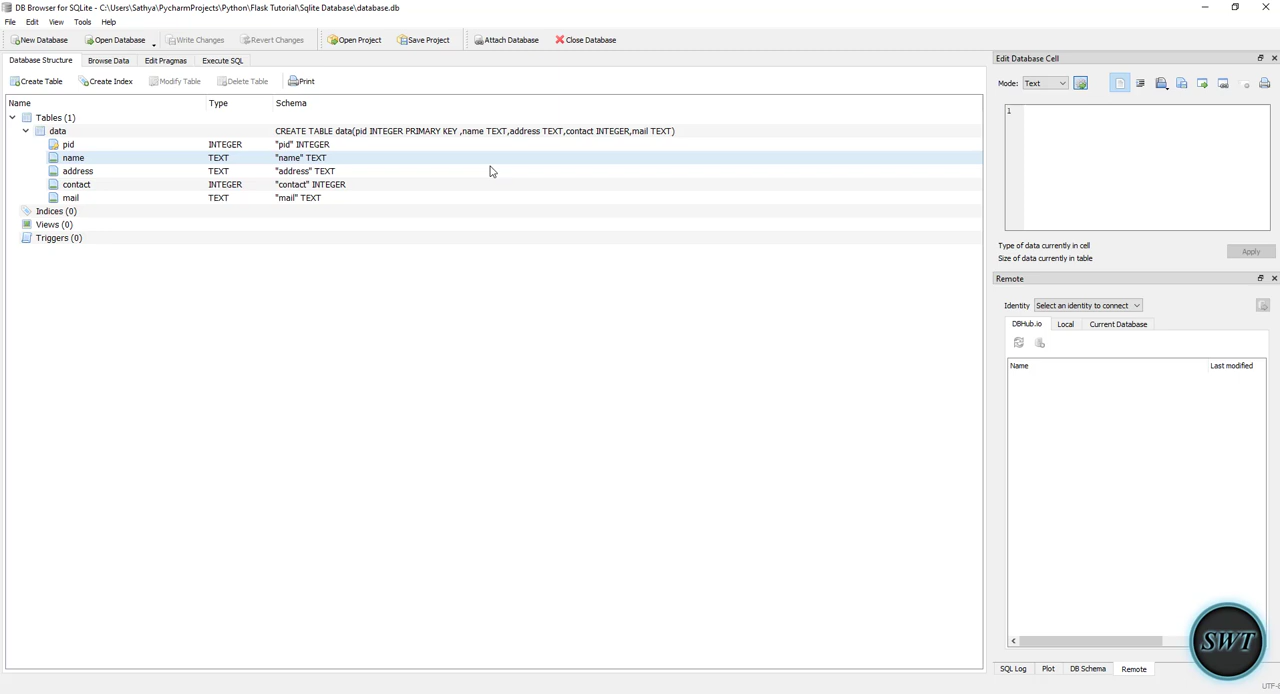 DB Browser for SQLite - C:\Users\Sathya\PycharmProjects\Python\Flask Tutorial\Sqlite Database\database.db
File Edit View Tools Help
New Database Open Database Write Changes Revert Changes Open Project Save Project Attach Database Close Database
Database Structure Browse Data Edit Pragmas Execute SQL
Create Table Create Index Modify Table Delete Table Print
Name Type Schema
Tables (1)
data CREATE TABLE data(pid INTEGER PRIMARY KEY ,name TEXT,address TEXT,contact INTEGER,mail TEXT)
pid INTEGER "pid" INTEGER
name TEXT "name" TEXT
address TEXT "address" TEXT
contact INTEGER "contact" INTEGER
mail TEXT "mail" TEXT
Indices (0)
Views (0)
Triggers (0)
Edit Database Cell
Mode: Text
1
Type of data currently in cell
Size of data currently in table
Apply
Remote
Identity Select an identity to connect
DBHub.io Local Current Database
Name Last modified
SWT
SQL Log Plot DB Schema Remote
UTF-8